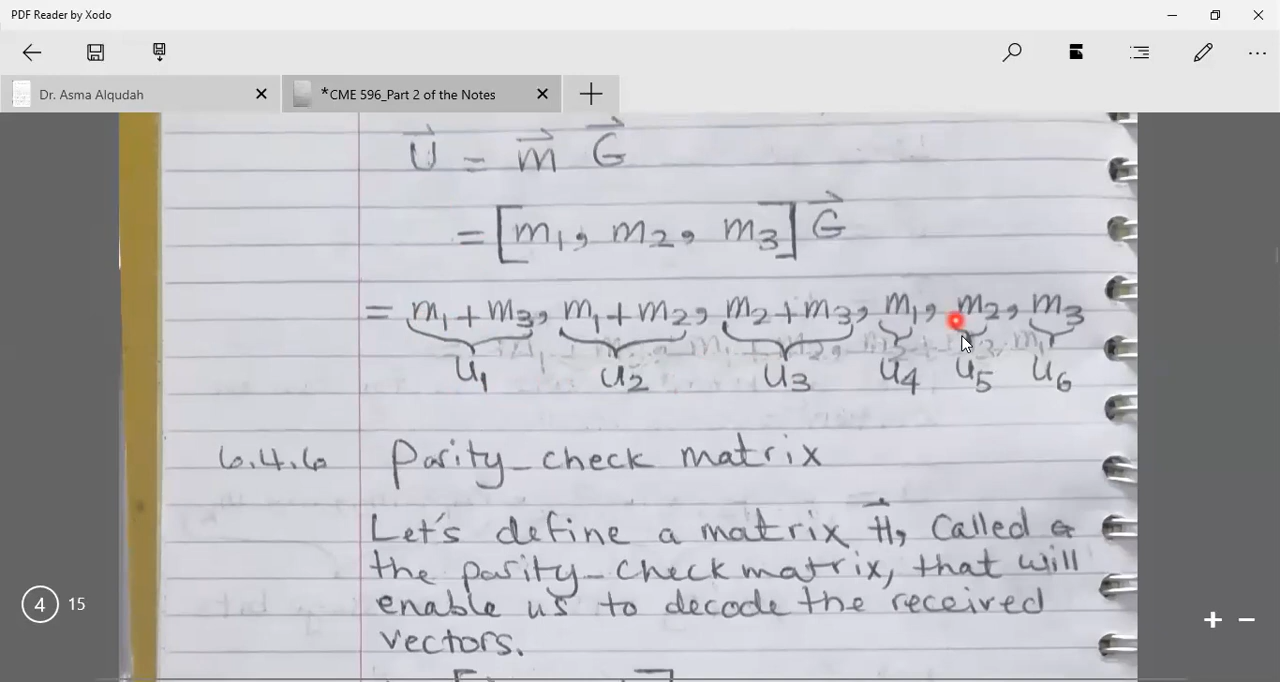 PDF Reader by Xodo
Dr. Asma Alqudah
*CME 596_Part 2 of the Notes
U = m G
= [m1, m2, m3] G
= m1 + m3, m1 + m2, m2 + m3, m1, m2, m3
u1 u2 u3 u4 u5 u6
6.4.6 Parity-check matrix
Let's define a matrix H, called
the parity-check matrix, that will
enable us to decode the received
vectors.
4 15